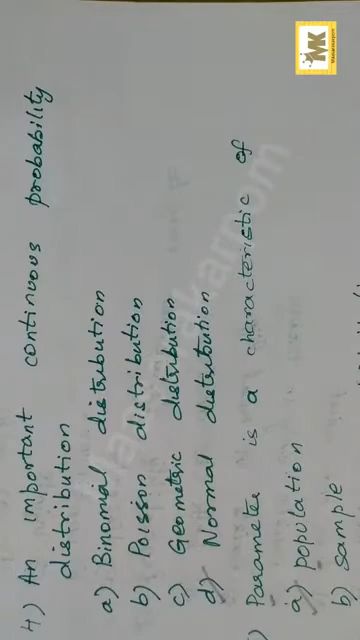 4) An important continuous probability
distribution
a) Binomial distribution
b) Poisson distribution
c) Geometric distribution
d) Normal distribution
) Parameter is a characteristic of
a) population
b) sample
MK